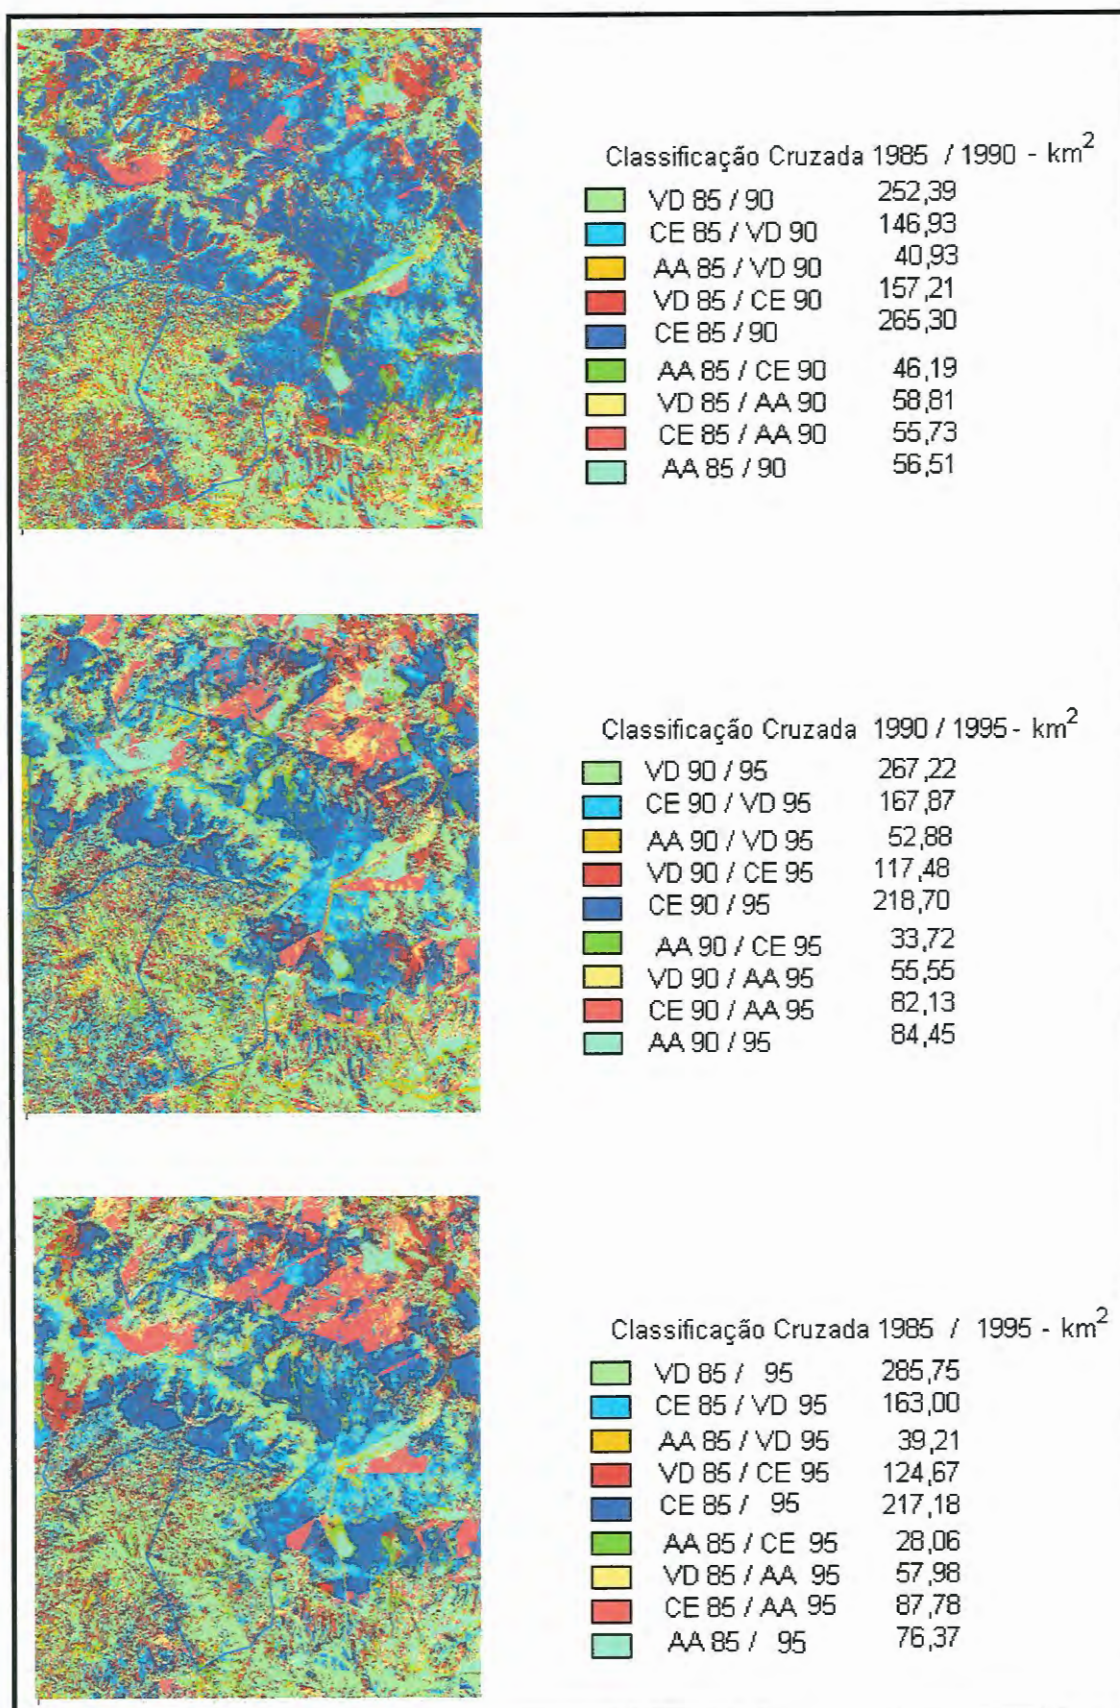 Classificação Cruzada 1985 / 1990 - km²
VD 85 / 90 252,39
CE 85 / VD 90 146,93
AA 85 / VD 90 40,93
VD 85 / CE 90 157,21
CE 85 / 90 265,30
AA 85 / CE 90 46,19
VD 85 / AA 90 58,81
CE 85 / AA 90 55,73
AA 85 / 90 56,51
Classificação Cruzada 1990 / 1995 - km²
VD 90 / 95 267,22
CE 90 / VD 95 167,87
AA 90 / VD 95 52,88
VD 90 / CE 95 117,48
CE 90 / 95 218,70
AA 90 / CE 95 33,72
VD 90 / AA 95 55,55
CE 90 / AA 95 82,13
AA 90 / 95 84,45
Classificação Cruzada 1985 / 1995 - km²
VD 85 / 95 285,75
CE 85 / VD 95 163,00
AA 85 / VD 95 39,21
VD 85 / CE 95 124,67
CE 85 / 95 217,18
AA 85 / CE 95 28,06
VD 85 / AA 95 57,98
CE 85 / AA 95 87,78
AA 85 / 95 76,37